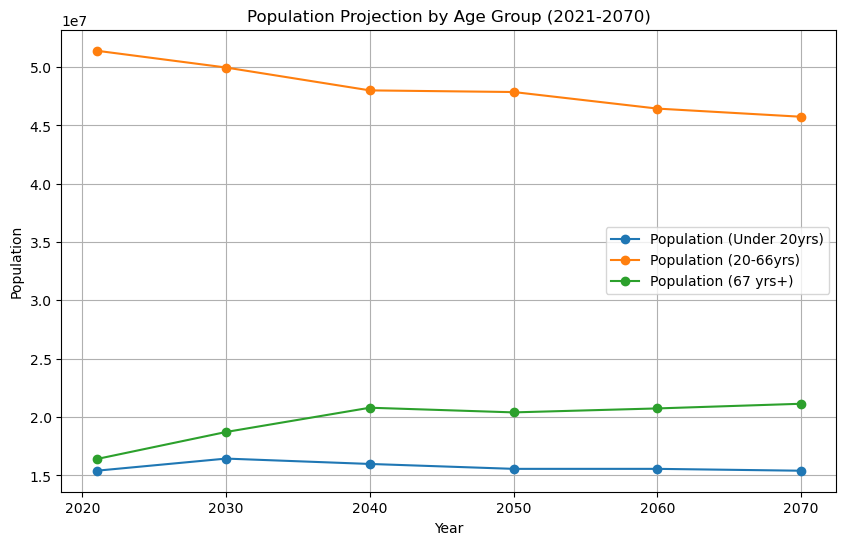 Population Projection by Age Group (2021-2070)
1e7
5.0
4.5
4.0
3.5
3.0
2.5
2.0
1.5
Population
Population (Under 20yrs)
Population (20-66yrs)
Population (67 yrs+)
2020 2030 2040 2050 2060 2070
Year